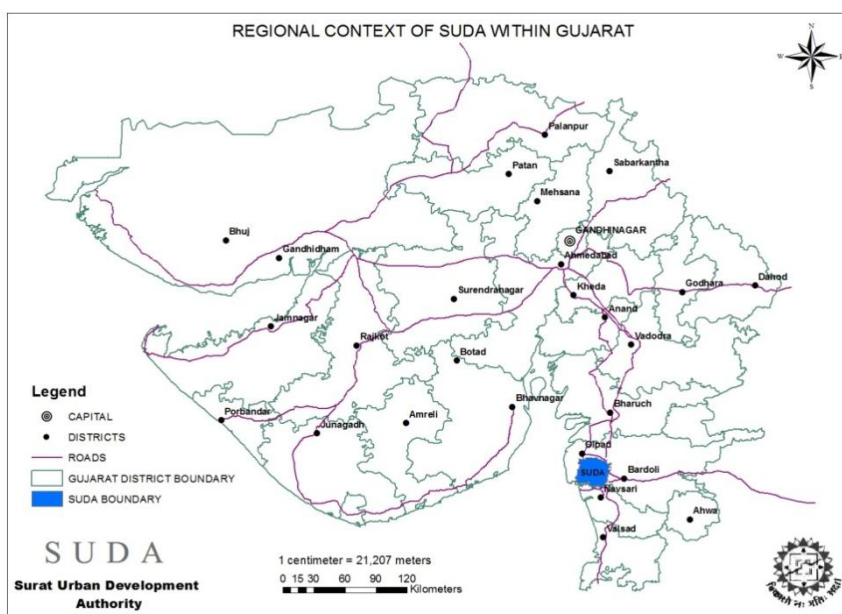 REGIONAL CONTEXT OF SUDA WITHIN GUJARAT
N
W
E
S
Palanpur
Patan
Sabarkantha
Mehsana
Bhuj
GANDHINAGAR
Gandhidham
Ahmedabad
Dahod
Godhara
Kheda
Surendranagar
Anand
Jamnagar
Rajkot
Vadodra
Botad
Bhavnagar
Bharuch
Porbandar
Amreli
Junagadh
Olpad
SUDA
Bardoli
Navsari
Ahwa
Valsad
Legend
CAPITAL
DISTRICTS
ROADS
GUJARAT DISTRICT BOUNDARY
SUDA BOUNDARY
SUDA
Surat Urban Development
Authority
1 centimeter = 21,207 meters
0 15 30 60 90 120
Kilometers